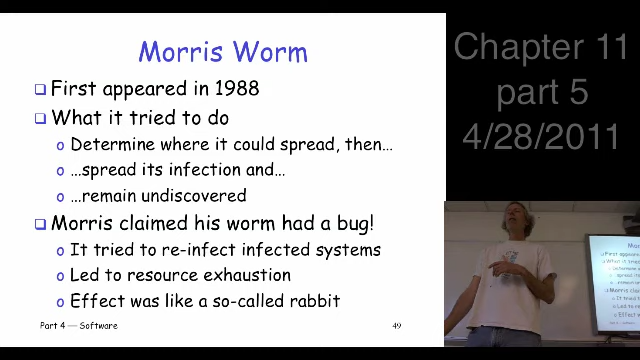 Morris Worm
❑ First appeared in 1988
❑ What it tried to do
o Determine where it could spread, then…
o …spread its infection and…
o …remain undiscovered
❑ Morris claimed his worm had a bug!
o It tried to re-infect infected systems
o Led to resource exhaustion
o Effect was like a so-called rabbit
Part 4 — Software
49
Chapter 11
part 5
4/28/2011